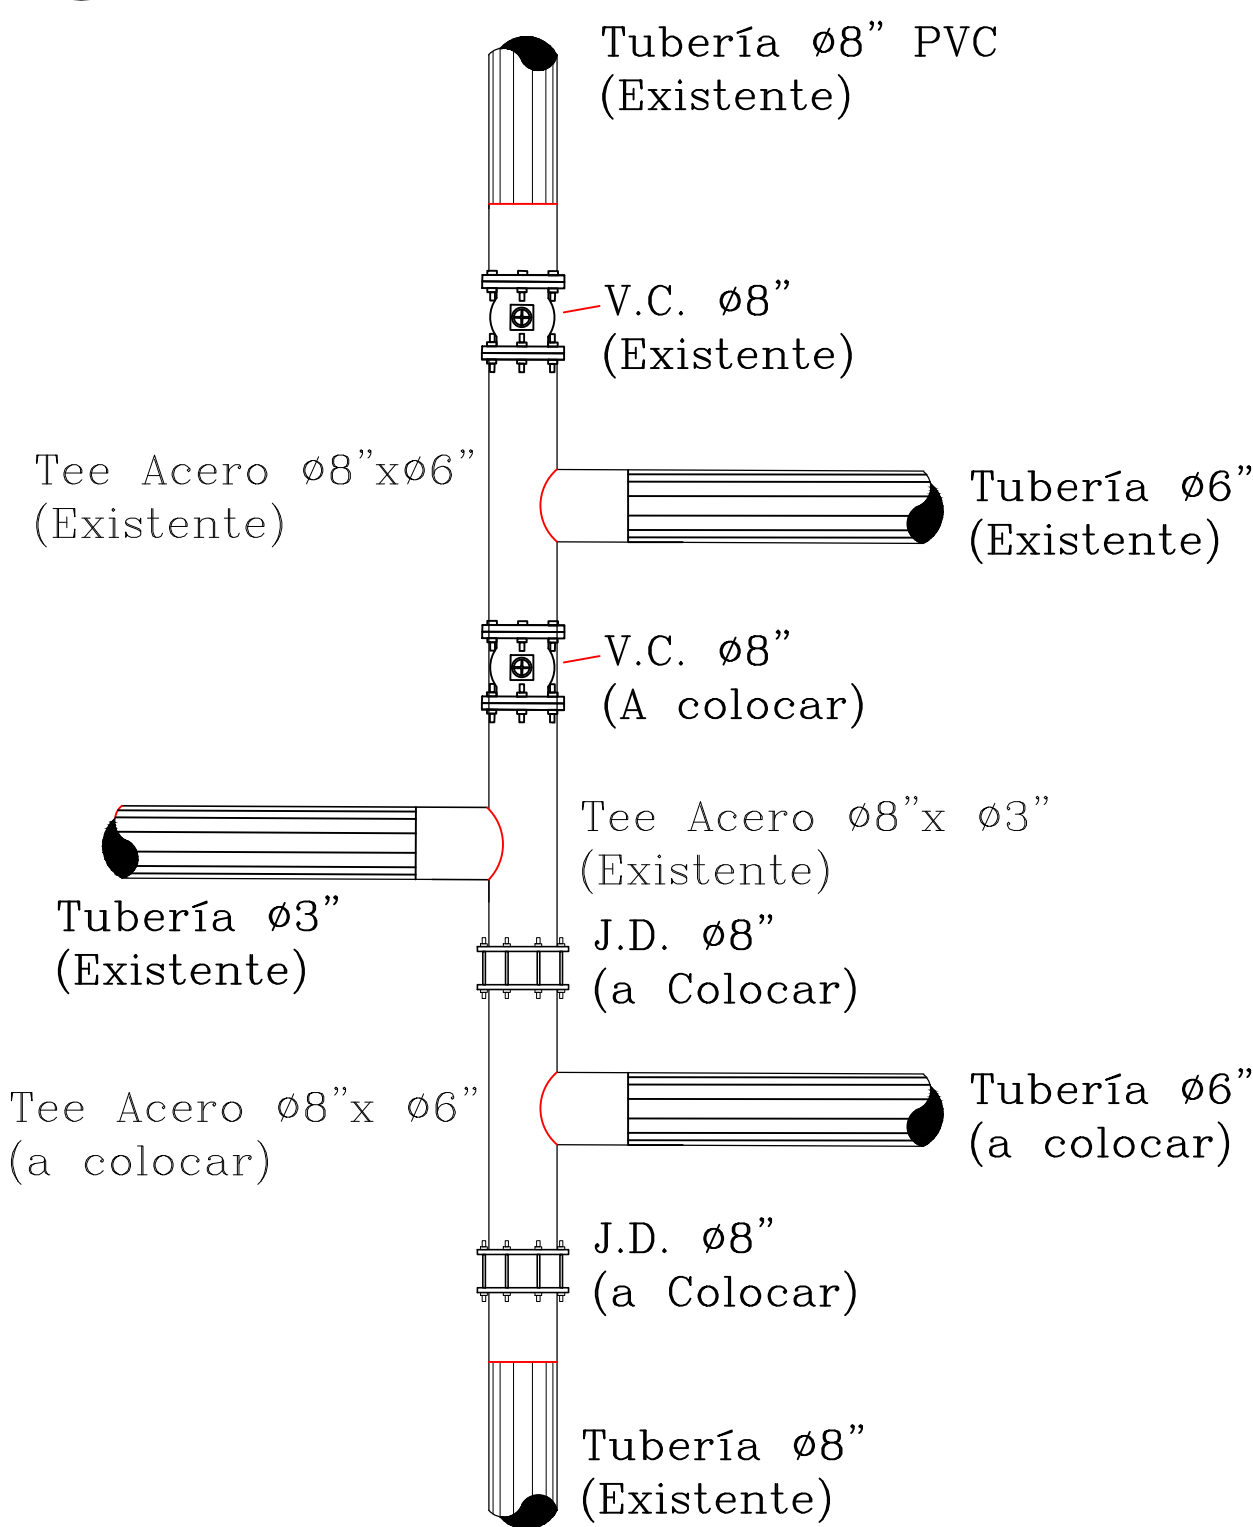 Tubería ø8” PVC
(Existente)
V.C. ø8”
(Existente)
Tee Acero ø8”xø6”
(Existente)
Tubería ø6”
(Existente)
V.C. ø8”
(A colocar)
Tee Acero ø8”x ø3”
(Existente)
Tubería ø3”
(Existente)
J.D. ø8”
(a Colocar)
Tee Acero ø8”x ø6”
(a colocar)
Tubería ø6”
(a colocar)
J.D. ø8”
(a Colocar)
Tubería ø8”
(Existente)